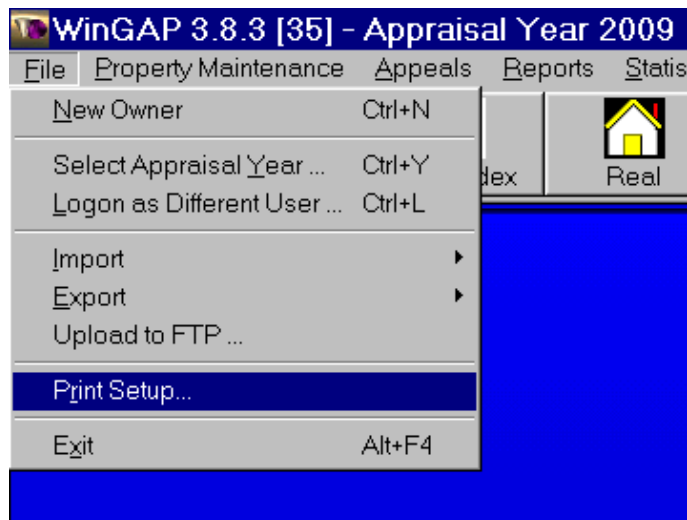 WinGAP 3.8.3 [35] - Appraisal Year 2009
File Property Maintenance Appeals Reports
New Owner Ctrl+N
Select Appraisal Year ... Ctrl+Y
Logon as Different User ... Ctrl+L
Import
Export
Upload to FTP ...
Print Setup...
Exit Alt+F4
Real